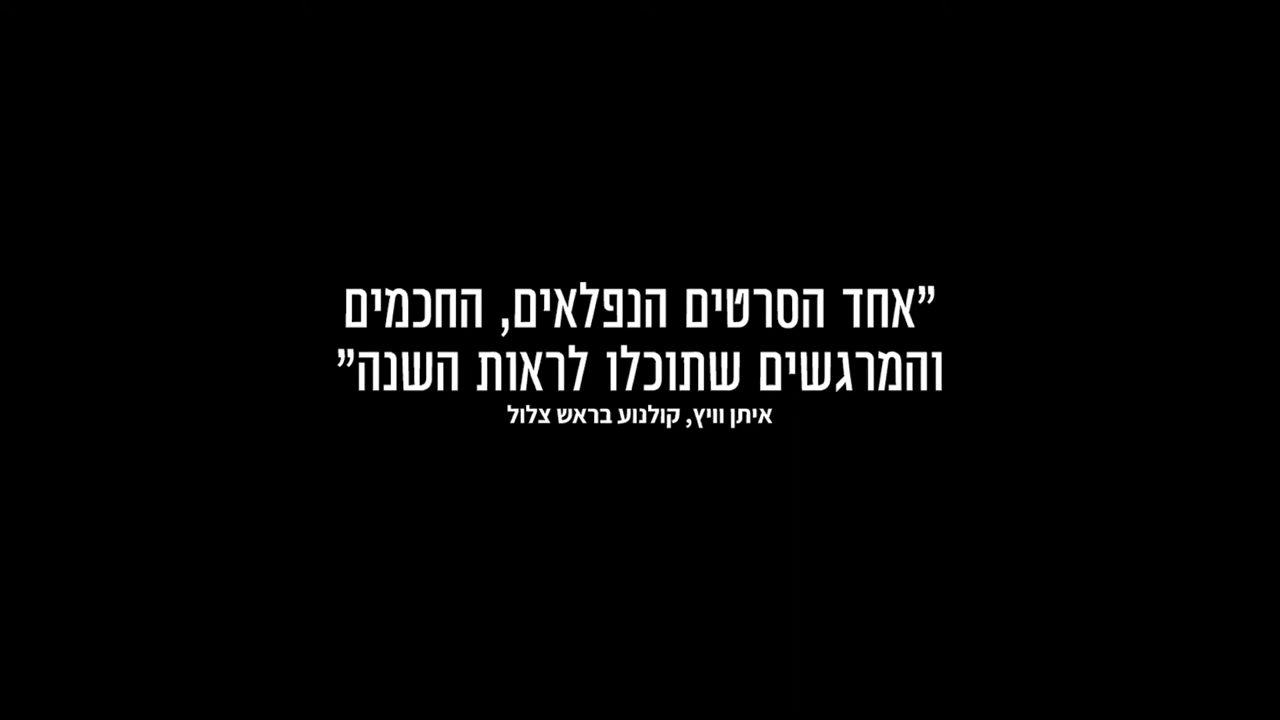 ”אחד הסרטים הנפלאים, החכמים
והמרגשים שתוכלו לראות השנה”
איתן וויץ, קולנוע בראש צלול